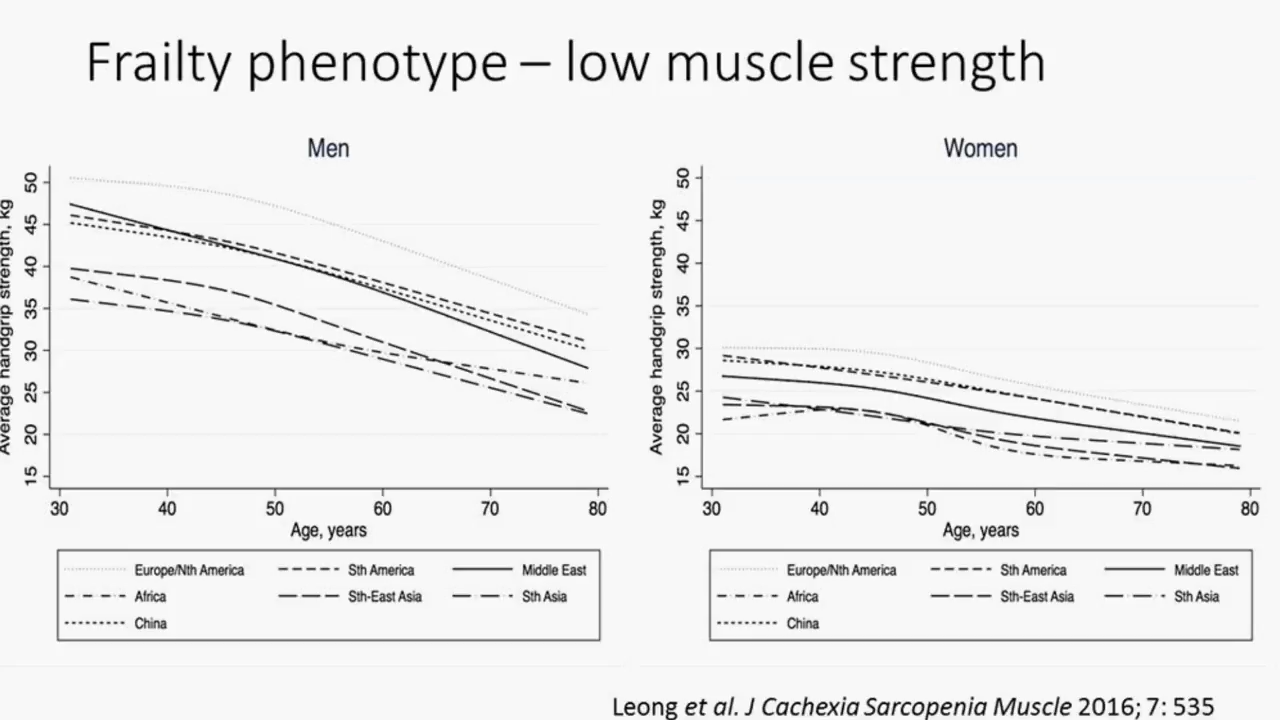 Frailty phenotype – low muscle strength
Men
Average handgrip strength, kg
50
45
40
35
30
25
20
15
30 40 50 60 70 80
Age, years
Europe/Nth America Sth America Middle East
Africa Sth-East Asia Sth Asia
China
Women
Average handgrip strength, kg
50
45
40
35
30
25
20
15
30 40 50 60 70 80
Age, years
Europe/Nth America Sth America Middle East
Africa Sth-East Asia Sth Asia
China
Leong et al. J Cachexia Sarcopenia Muscle 2016; 7: 535